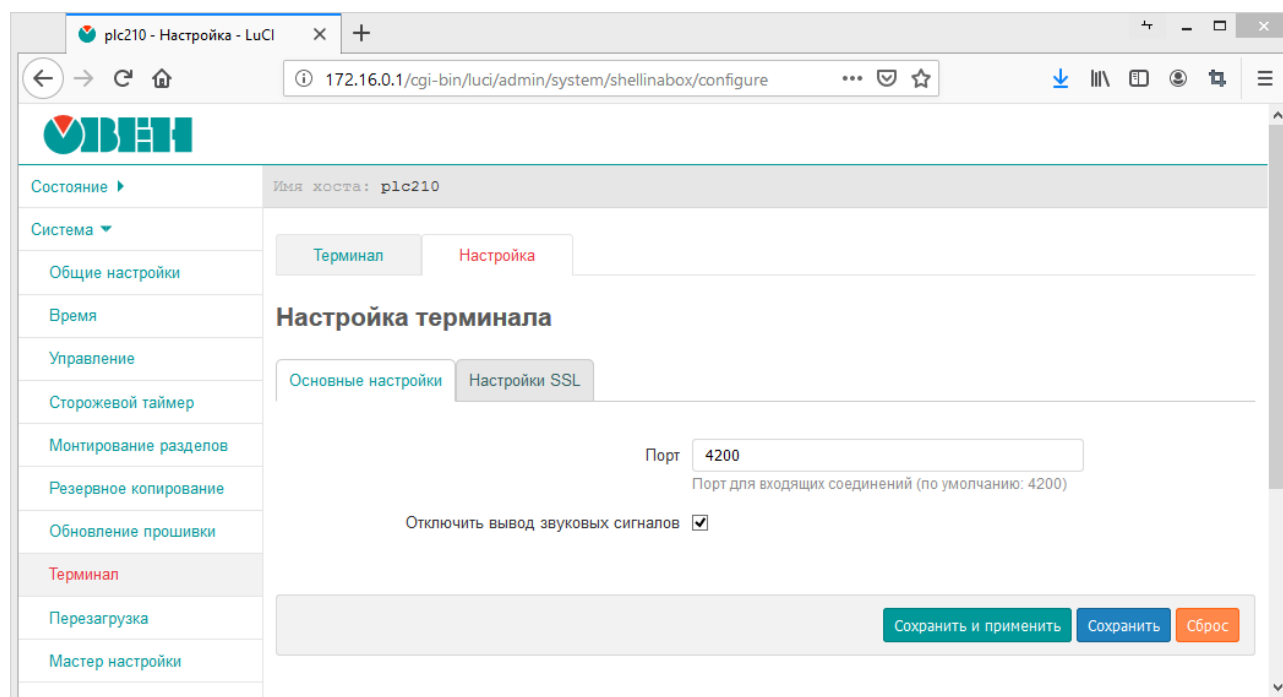 plc210 - Настройка - LuCI
172.16.0.1/cgi-bin/luci/admin/system/shellinabox/configure
ОВЕН
Состояние
Имя хоста: plc210
Система
Терминал
Настройка
Общие настройки
Время
Настройка терминала
Управление
Основные настройки
Настройки SSL
Сторожевой таймер
Монтирование разделов
Порт 4200
Порт для входящих соединений (по умолчанию: 4200)
Резервное копирование
Отключить вывод звуковых сигналов
Обновление прошивки
Терминал
Перезагрузка
Сохранить и применить
Сохранить
Сброс
Мастер настройки